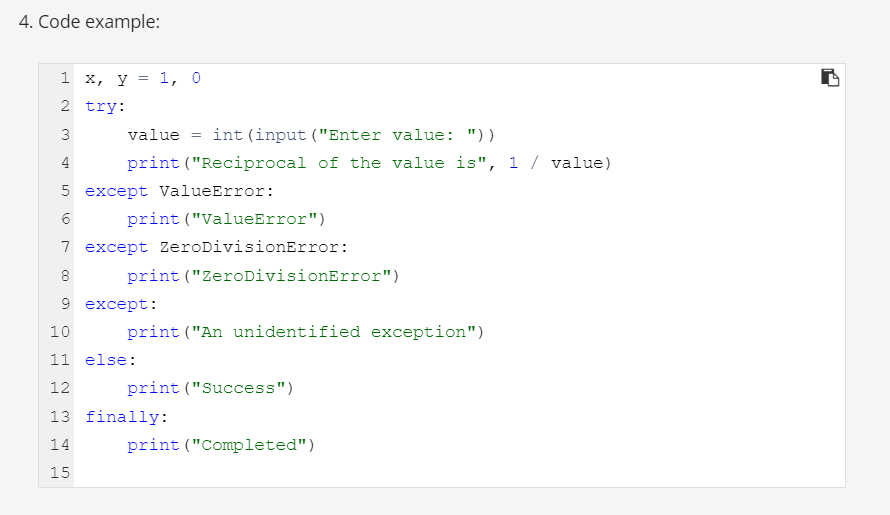 4. Code example:
1 x, y = 1, 0
2 try:
3     value = int(input("Enter value: "))
4     print("Reciprocal of the value is", 1 / value)
5 except ValueError:
6     print("ValueError")
7 except ZeroDivisionError:
8     print("ZeroDivisionError")
9 except:
10     print("An unidentified exception")
11 else:
12     print("Success")
13 finally:
14     print("Completed")
15